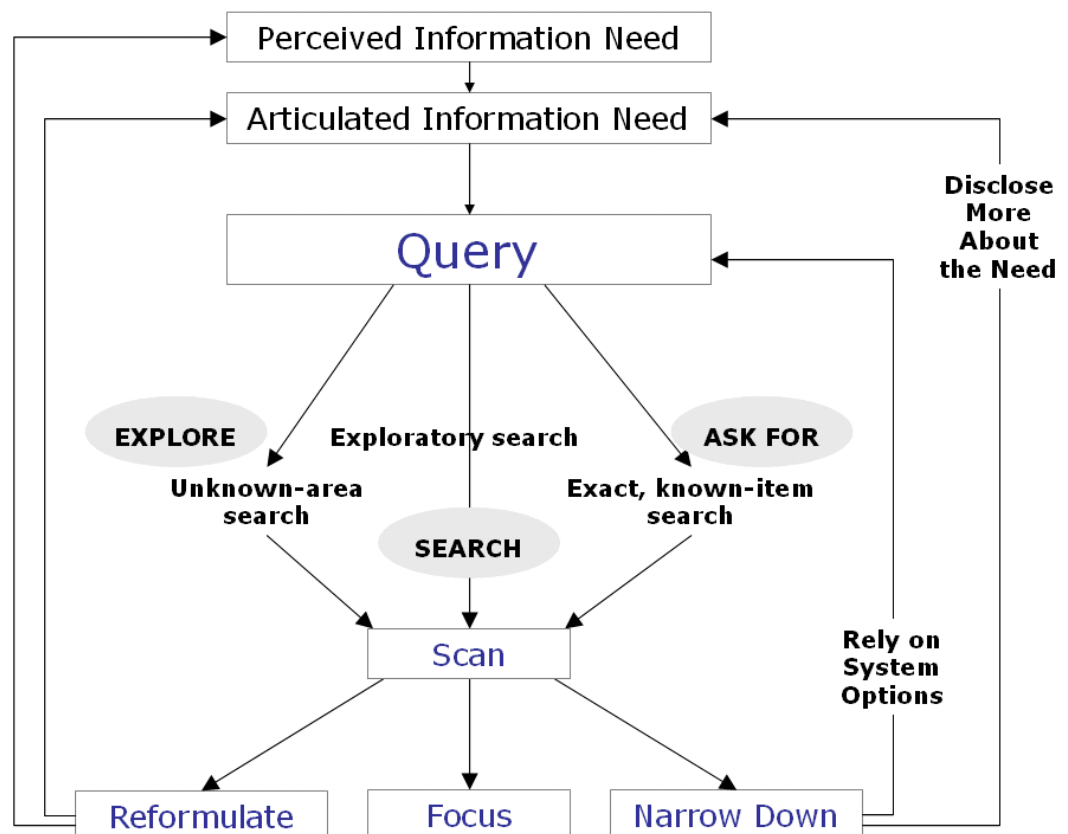 Perceived Information Need
Articulated Information Need
Disclose
More
About
the Need
Query
EXPLORE
Exploratory search
ASK FOR
Unknown-area
search
Exact, known-item
search
SEARCH
Scan
Rely on
System
Options
Reformulate
Focus
Narrow Down